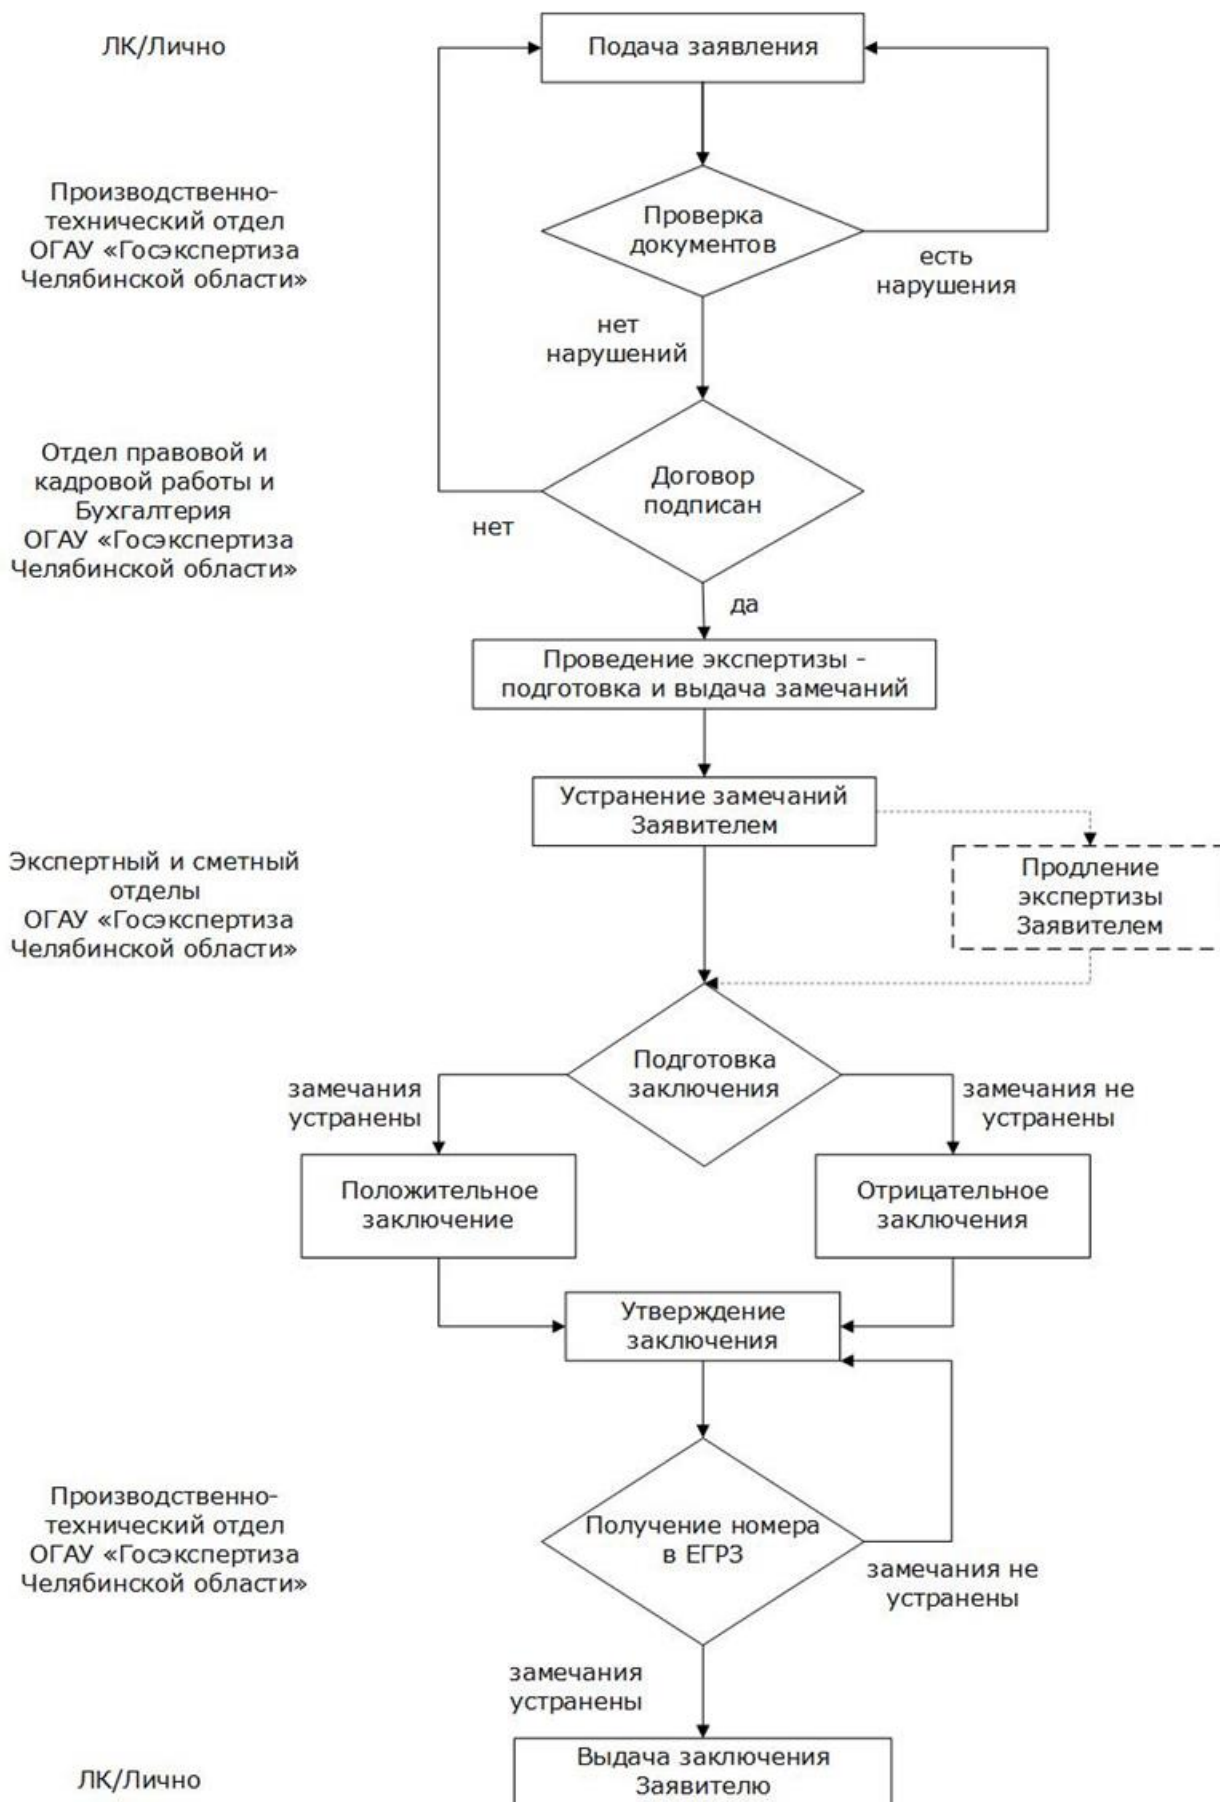 ЛК/Лично
Подача заявления
Производственно-
технический отдел
ОГАУ «Госэкспертиза
Челябинской области»
Проверка
документов
есть
нарушения
нет
нарушений
Отдел правовой и
кадровой работы и
Бухгалтерия
ОГАУ «Госэкспертиза
Челябинской области»
Договор
подписан
нет
да
Проведение экспертизы -
подготовка и выдача замечаний
Устранение замечаний
Заявителем
Экспертный и сметный
отделы
ОГАУ «Госэкспертиза
Челябинской области»
Продление
экспертизы
Заявителем
Подготовка
заключения
замечания
устранены
замечания не
устранены
Положительное
заключение
Отрицательное
заключения
Утверждение
заключения
Производственно-
технический отдел
ОГАУ «Госэкспертиза
Челябинской области»
Получение номера
в ЕГРЗ
замечания не
устранены
замечания
устранены
ЛК/Лично
Выдача заключения
Заявителю